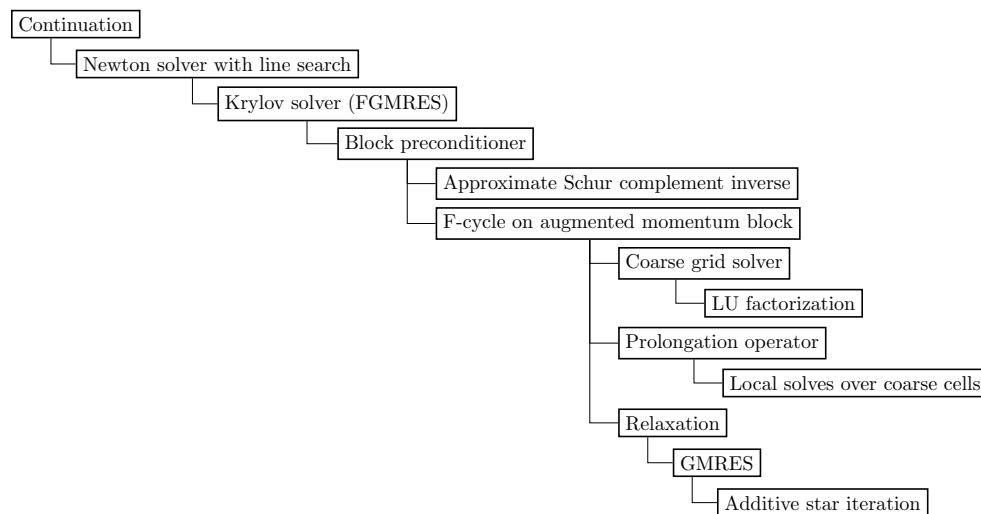 Continuation
Newton solver with line search
Krylov solver (FGMRES)
Block preconditioner
Approximate Schur complement inverse
F-cycle on augmented momentum block
Coarse grid solver
LU factorization
Prolongation operator
Local solves over coarse cells
Relaxation
GMRES
Additive star iteration